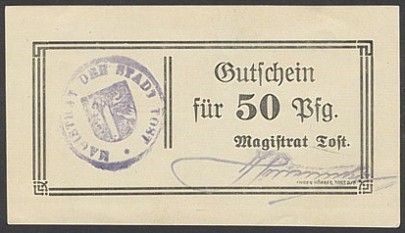 MAGISTRAT DER STADT TOST
Gutschein
für 50 Pfg.
Magistrat Tost.